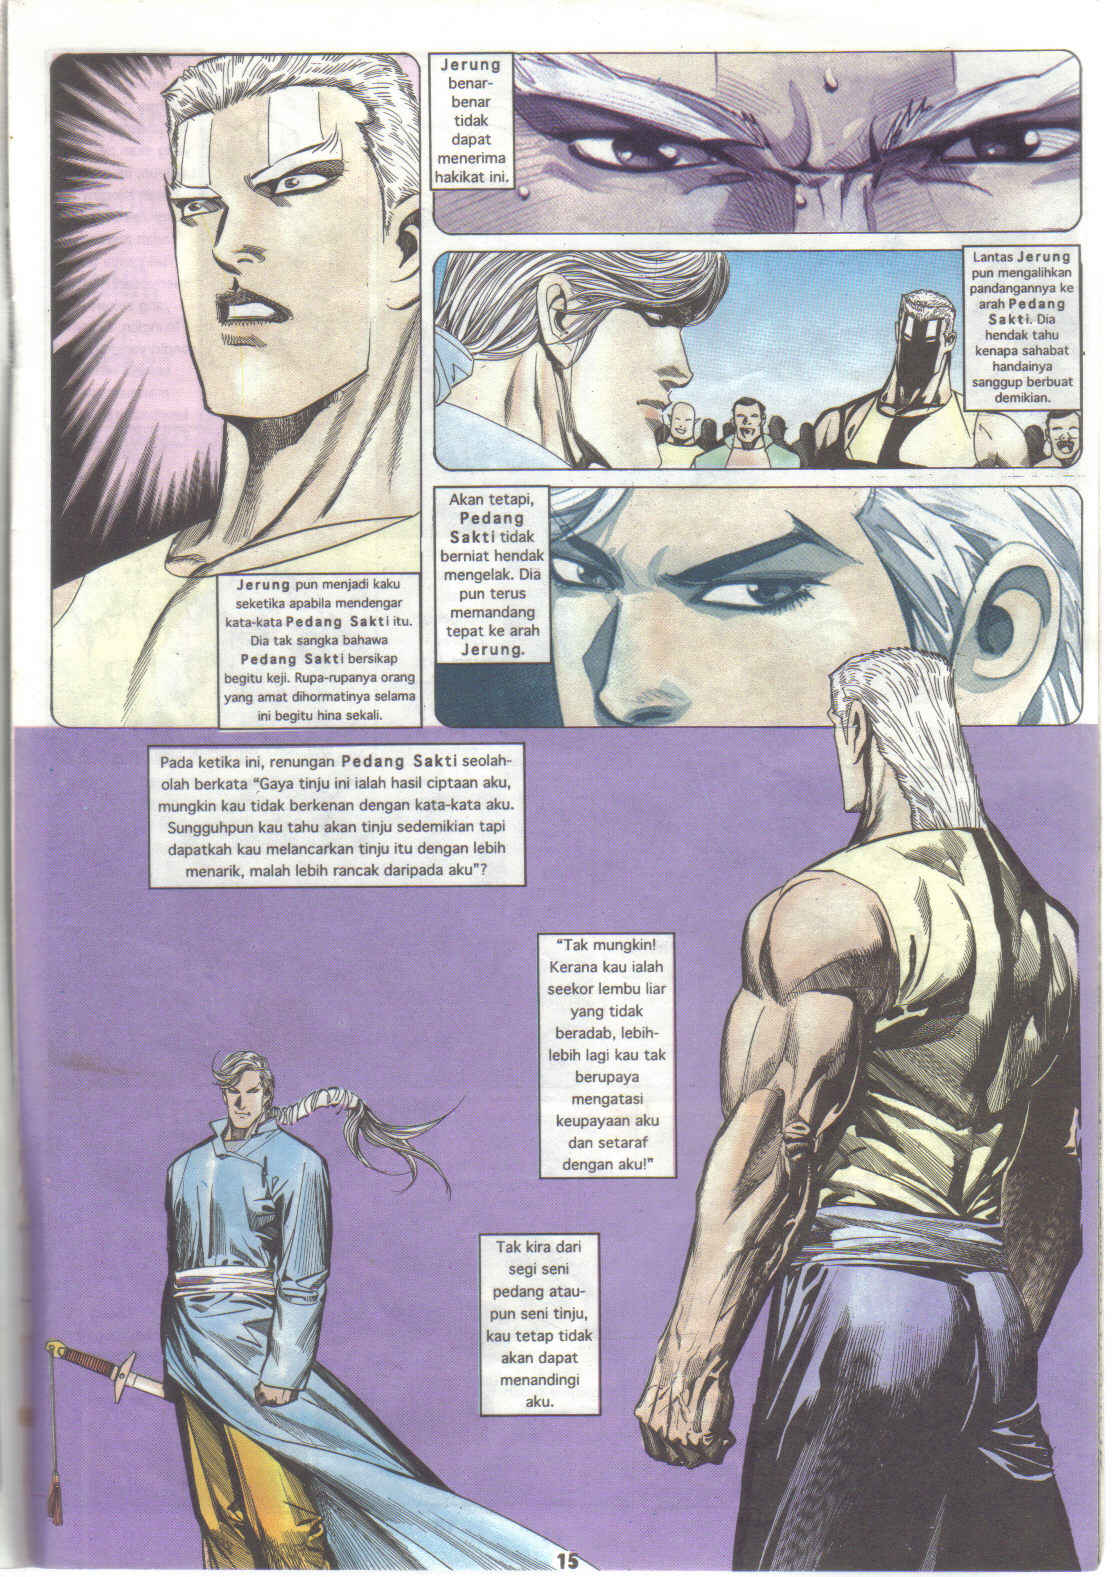 Jerung pun menjadi kaku
seketika apabila mendengar
kata-kata Pedang Sakti itu.
Dia tak sangka bahawa
Pedang Sakti bersikap
begitu keji. Rupa-rupanya orang
yang amat dihormatinya selama
ini begitu hina sekali.
Jerung
benar-
benar
tidak
dapat
menerima
hakikat ini.
Lantas Jerung
pun mengalihkan
pandangannya ke
arah Pedang
Sakti. Dia
hendak tahu
kenapa sahabat
handainya
sanggup berbuat
demikian.
Akan tetapi,
Pedang
Sakti tidak
berniat hendak
mengelak. Dia
pun terus
memandang
tepat ke arah
Jerung.
Pada ketika ini, renungan Pedang Sakti seolah-
olah berkata “Gaya tinju ini ialah hasil ciptaan aku,
mungkin kau tidak berkenan dengan kata-kata aku.
Sungguhpun kau tahu akan tinju sedemikian tapi
dapatkah kau melancarkan tinju itu dengan lebih
menarik, malah lebih rancak daripada aku”?
“Tak mungkin!
Kerana kau ialah
seekor lembu liar
yang tidak
beradab, lebih-
lebih lagi kau tak
berupaya
mengatasi
keupayaan aku
dan setaraf
dengan aku!”
Tak kira dari
segi seni
pedang atau-
pun seni tinju,
kau tetap tidak
akan dapat
menandingi
aku.
15